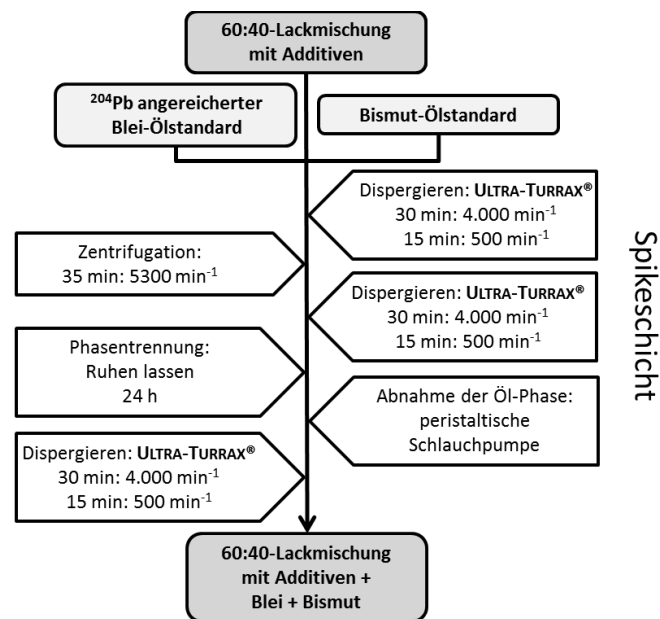 60:40-Lackmischung
mit Additiven
²⁰⁴Pb angereicherter
Blei-Ölstandard
Bismut-Ölstandard
Dispergieren: ULTRA-TURRAX®
30 min: 4.000 min⁻¹
15 min: 500 min⁻¹
Zentrifugation:
35 min: 5300 min⁻¹
Dispergieren: ULTRA-TURRAX®
30 min: 4.000 min⁻¹
15 min: 500 min⁻¹
Phasentrennung:
Ruhen lassen
24 h
Abnahme der Öl-Phase:
peristaltische
Schlauchpumpe
Dispergieren: ULTRA-TURRAX®
30 min: 4.000 min⁻¹
15 min: 500 min⁻¹
60:40-Lackmischung
mit Additiven +
Blei + Bismut
Spikeschicht